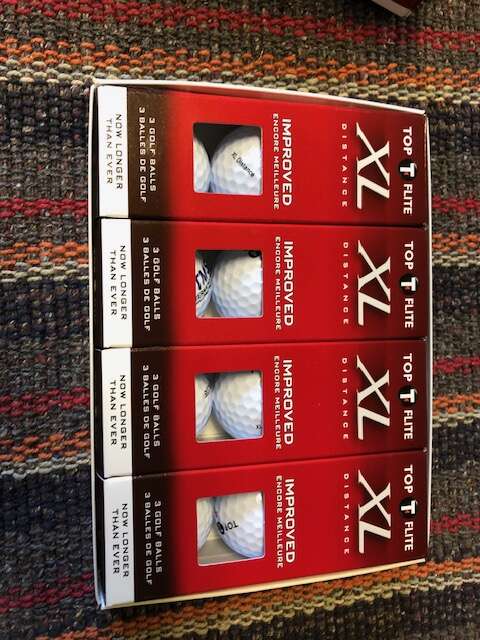 TOP T FLITE
XL
DISTANCE
IMPROVED
ENCORE MEILLEURE
XL Distance
3 GOLF BALLS
3 BALLES DE GOLF
NOW LONGER
THAN EVER
TOP T FLITE
XL
DISTANCE
IMPROVED
ENCORE MEILLEURE
3 GOLF BALLS
3 BALLES DE GOLF
NOW LONGER
THAN EVER
TOP T FLITE
XL
DISTANCE
IMPROVED
ENCORE MEILLEURE
XL
3 GOLF BALLS
3 BALLES DE GOLF
NOW LONGER
THAN EVER
TOP T FLITE
XL
DISTANCE
IMPROVED
ENCORE MEILLEURE
TOP
3 GOLF BALLS
3 BALLES DE GOLF
NOW LONGER
THAN EVER